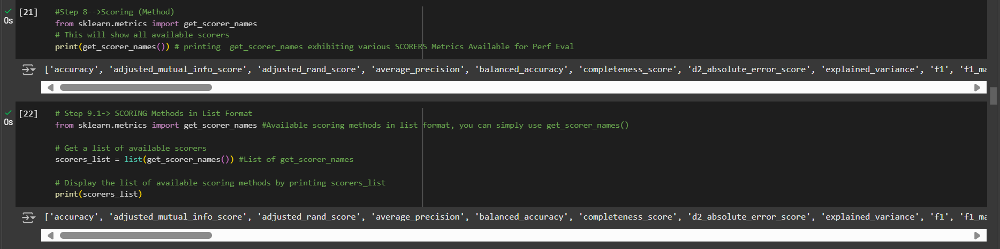 [21] #Step 8-->Scoring (Method)
0s from sklearn.metrics import get_scorer_names
# This will show all available scorers
print(get_scorer_names()) # printing  get_scorer_names exhibiting various SCORERS Metrics Available for Perf Eval
['accuracy', 'adjusted_mutual_info_score', 'adjusted_rand_score', 'average_precision', 'balanced_accuracy', 'completeness_score', 'd2_absolute_error_score', 'explained_variance', 'f1', 'f1_ma
[22] # Step 9.1-> SCORING Methods in List Format
0s from sklearn.metrics import get_scorer_names #Available scoring methods in list format, you can simply use get_scorer_names()
# Get a list of available scorers
scorers_list = list(get_scorer_names()) #List of get_scorer_names
# Display the list of available scoring methods by printing scorers_list
print(scorers_list)
['accuracy', 'adjusted_mutual_info_score', 'adjusted_rand_score', 'average_precision', 'balanced_accuracy', 'completeness_score', 'd2_absolute_error_score', 'explained_variance', 'f1', 'f1_ma